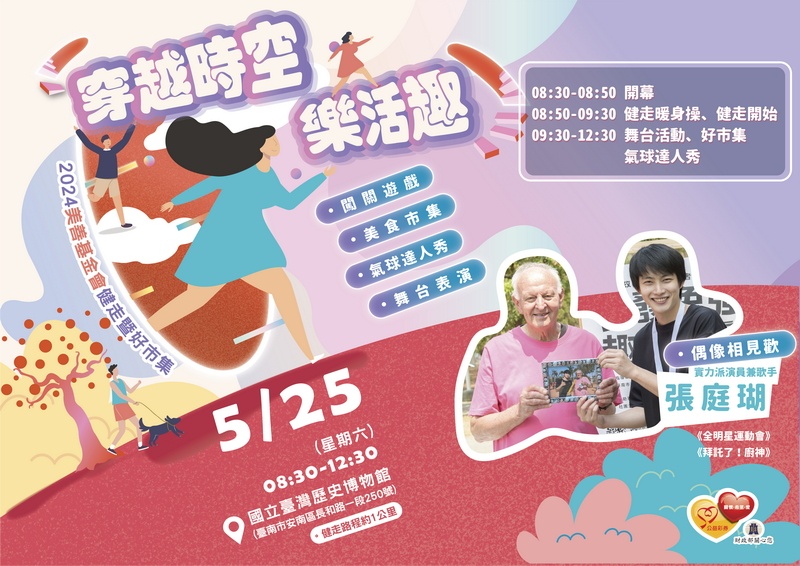 穿越時空
樂活趣
2024美善基金會健走暨好市集
08:30-08:50 開幕
08:50-09:30 健走暖身操、健走開始
09:30-12:30 舞台活動、好市集
氣球達人秀
·闖關遊戲
·美食市集
·氣球達人秀
·舞台表演
·偶像相見歡
實力派演員兼歌手
張庭瑚
《全明星運動會》
《拜託了！廚神》
5/25
(星期六)
08:30-12:30
國立臺灣歷史博物館
(臺南市安南區長和路一段250號)
·健走路程約1公里
公益彩券
財政部關心您